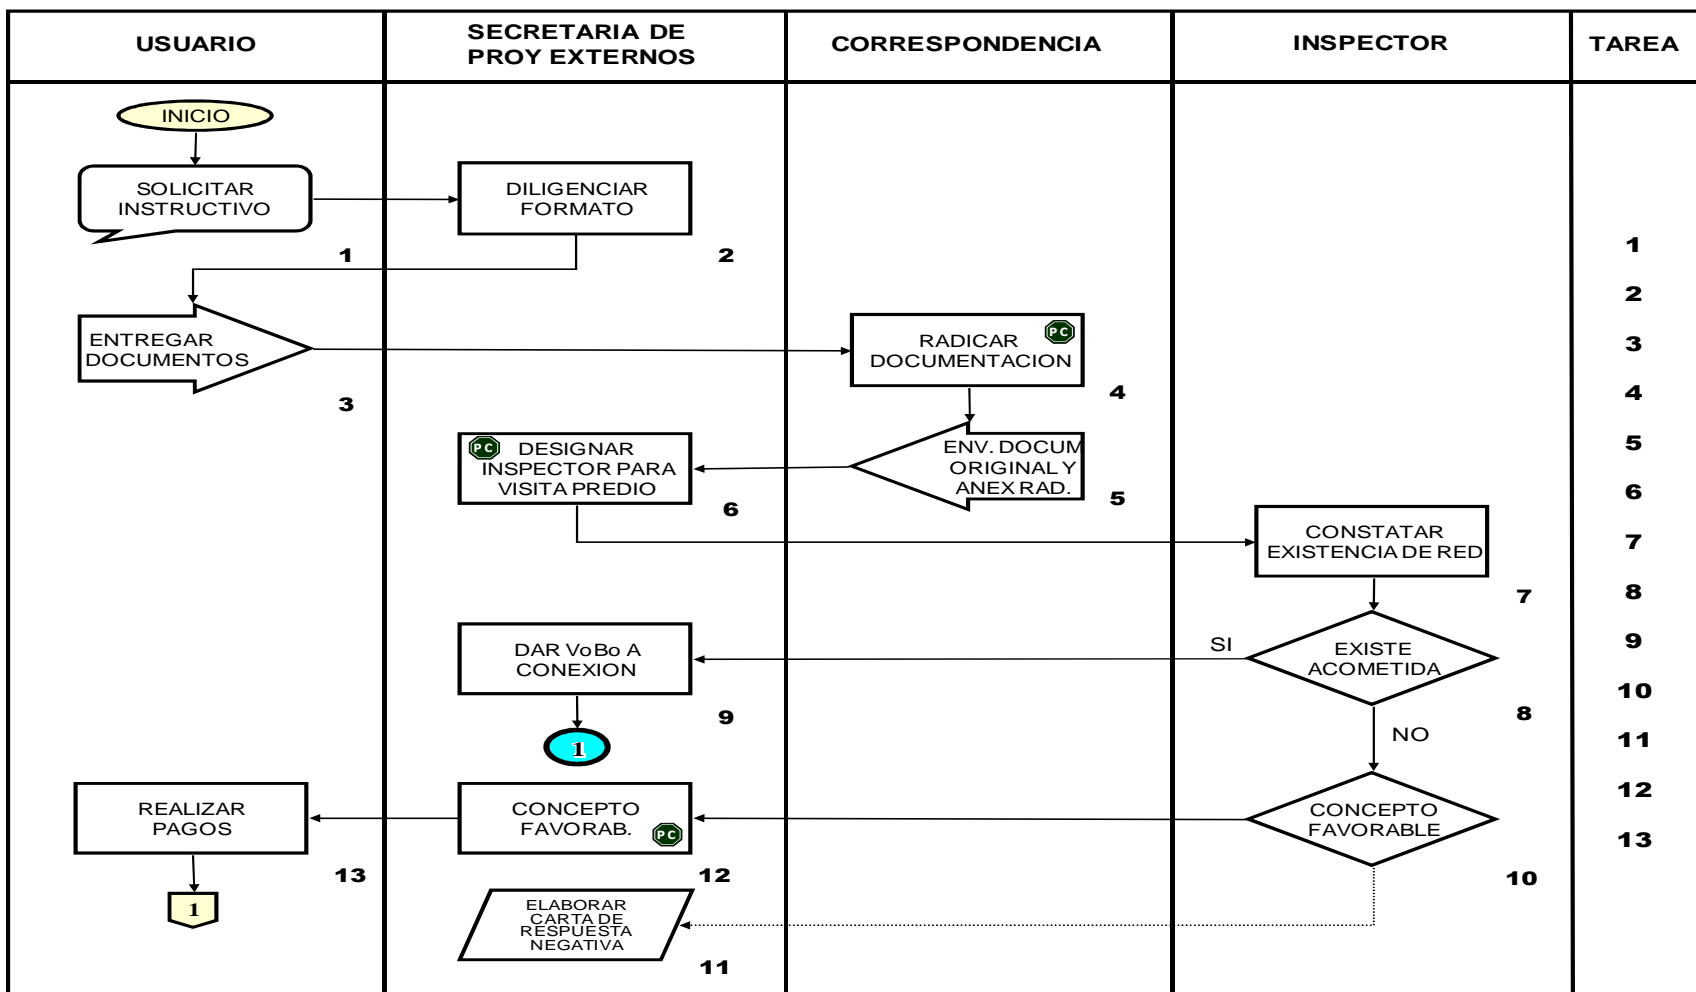 USUARIO
SECRETARIA DE
PROY EXTERNOS
CORRESPONDENCIA
INSPECTOR
TAREA
INICIO
SOLICITAR
INSTRUCTIVO
1
DILIGENCIAR
FORMATO
2
ENTREGAR
DOCUMENTOS
3
PC
RADICAR
DOCUMENTACION
4
ENV. DOCUM
ORIGINAL Y
ANEX RAD.
5
PC
DESIGNAR
INSPECTOR PARA
VISITA PREDIO
6
CONSTATAR
EXISTENCIA DE RED
7
EXISTE
ACOMETIDA
8
SI
NO
DAR VoBo A
CONEXION
9
1
CONCEPTO
FAVORABLE
10
CONCEPTO
FAVORAB.
PC
12
REALIZAR
PAGOS
13
1
ELABORAR
CARTA DE
RESPUESTA
NEGATIVA
11
1
2
3
4
5
6
7
8
9
10
11
12
13